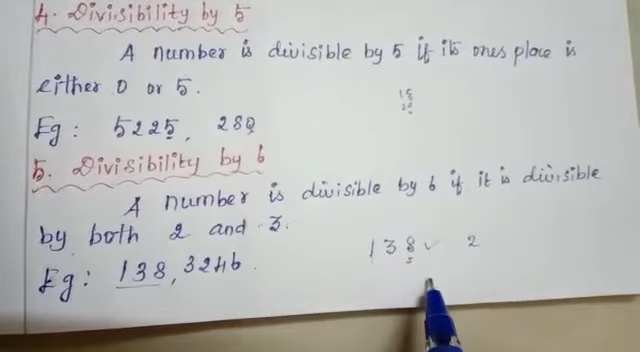 4. Divisibility by 5
A number is divisible by 5 if its ones place is
either 0 or 5.
Eg: 5225, 280
5. Divisibility by 6
A number is divisible by 6 if it is divisible
by both 2 and 3.
138 ✓ 2
Eg: 138, 3246.